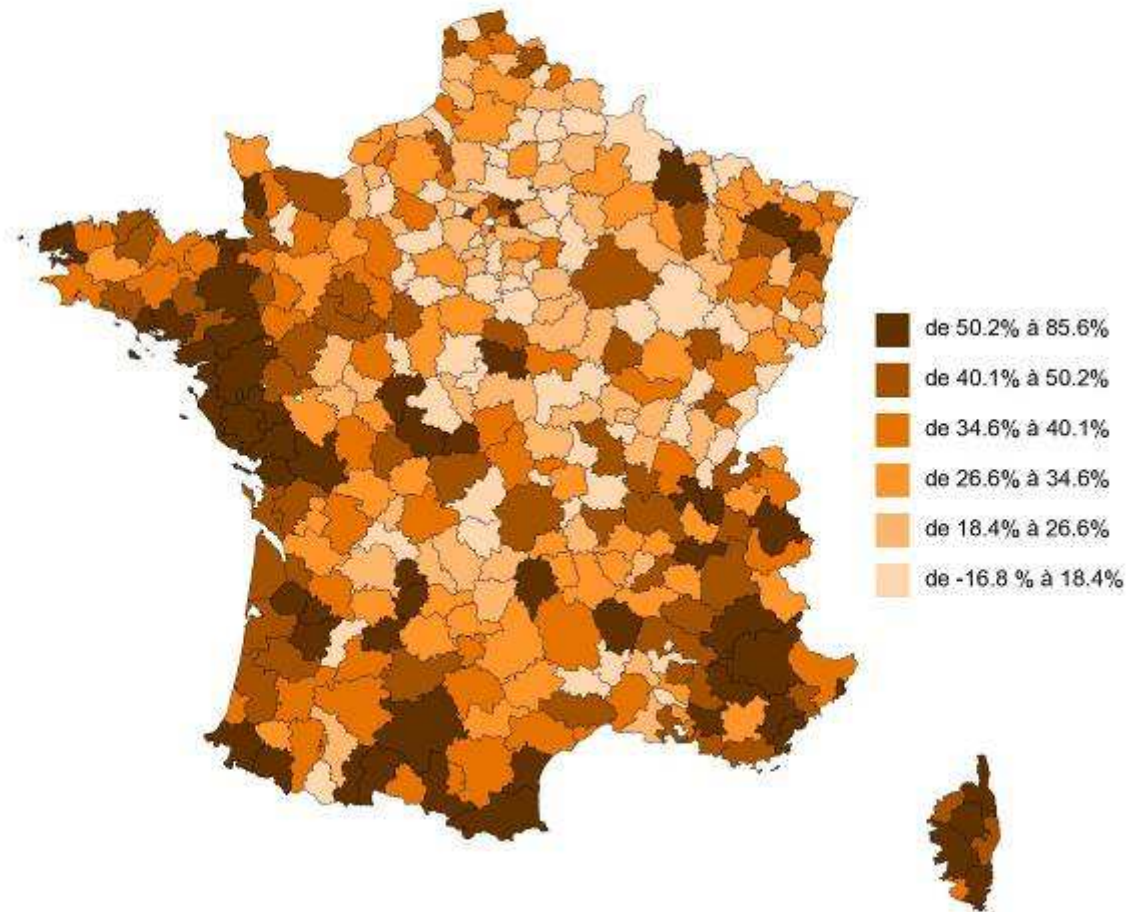 de 50.2% à 85.6%
de 40.1% à 50.2%
de 34.6% à 40.1%
de 26.6% à 34.6%
de 18.4% à 26.6%
de -16.8 % à 18.4%